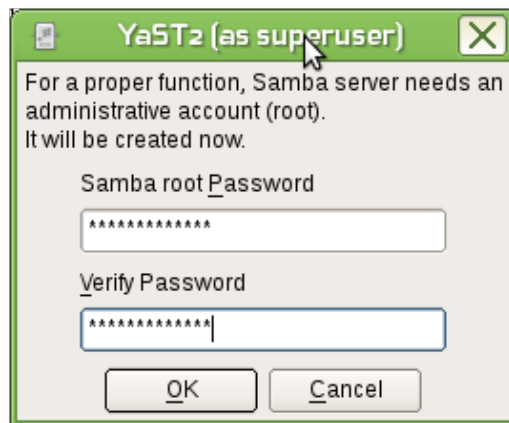 YaST2 (as superuser)
For a proper function, Samba server needs an
administrative account (root).
It will be created now.
Samba root Password
*************
Verify Password
*************
OK
Cancel